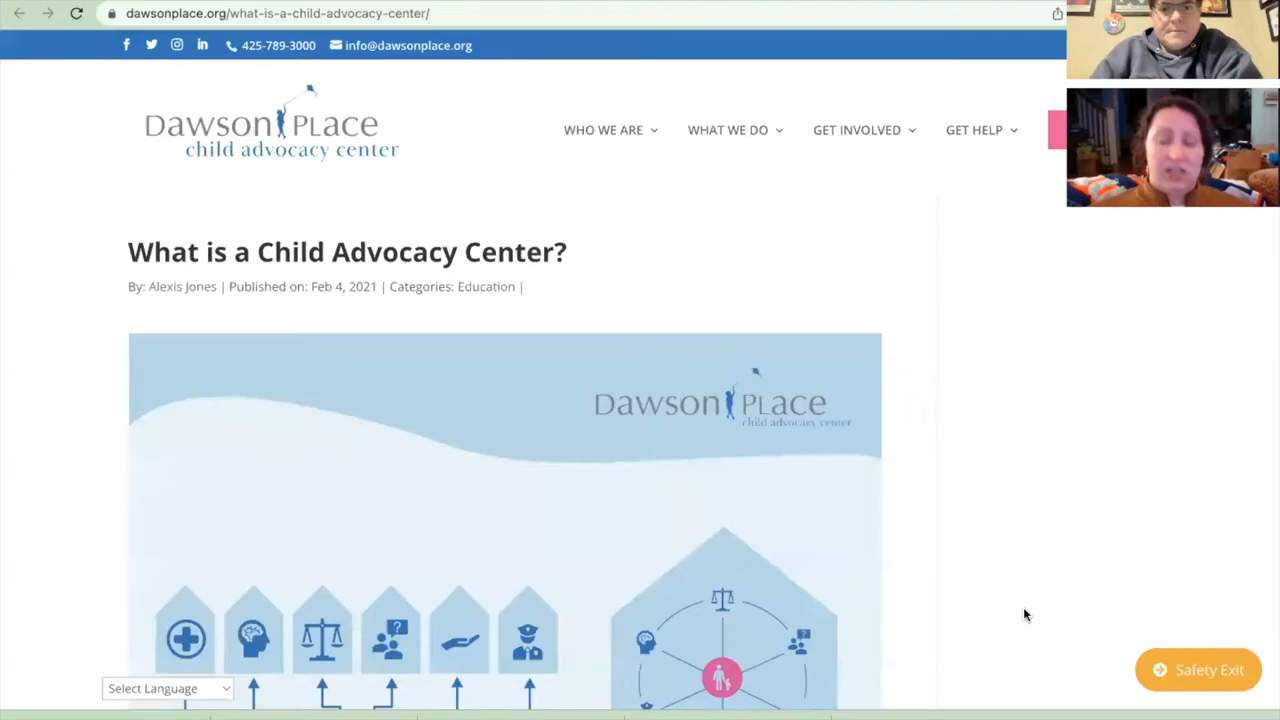 dawsonplace.org/what-is-a-child-advocacy-center/
425-789-3000 info@dawsonplace.org
Dawson Place
child advocacy center
WHO WE ARE WHAT WE DO GET INVOLVED GET HELP
What is a Child Advocacy Center?
By: Alexis Jones | Published on: Feb 4, 2021 | Categories: Education |
Dawson Place
child advocacy center
?
?
Select Language
Safety Exit